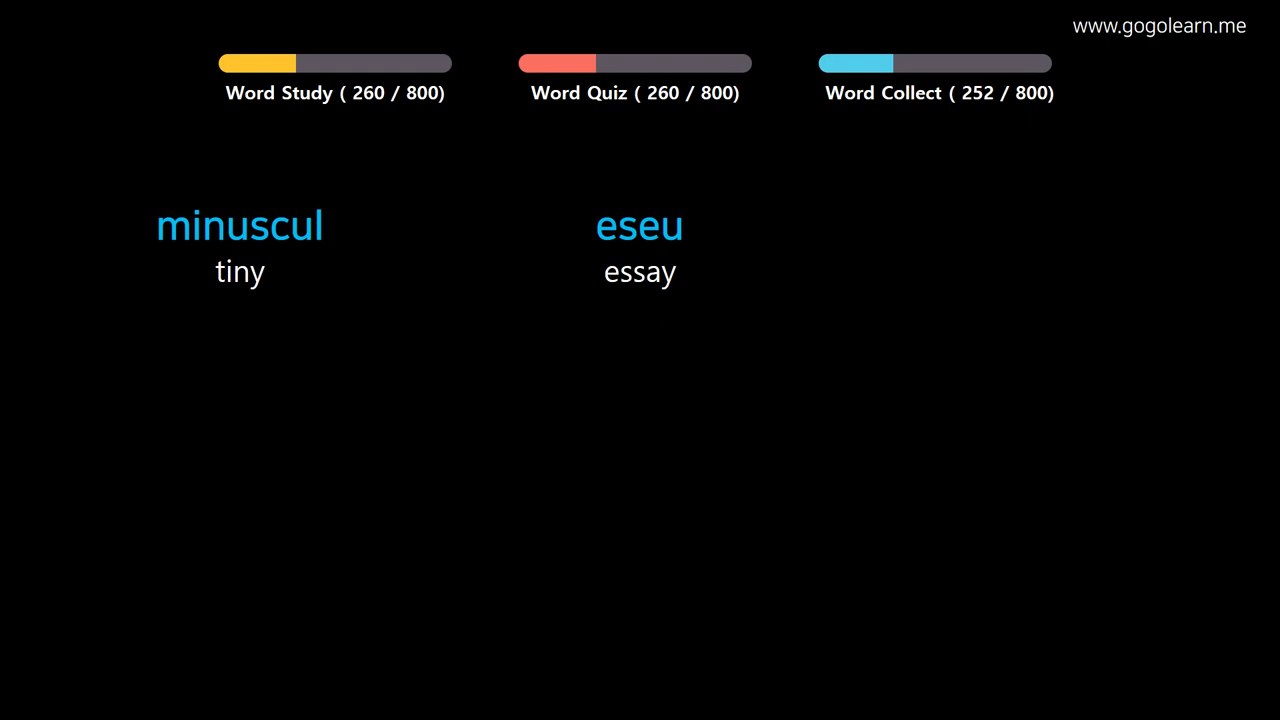 www.gogolearn.me
Word Study ( 260 / 800)
Word Quiz ( 260 / 800)
Word Collect ( 252 / 800)
minuscul
tiny
eseu
essay